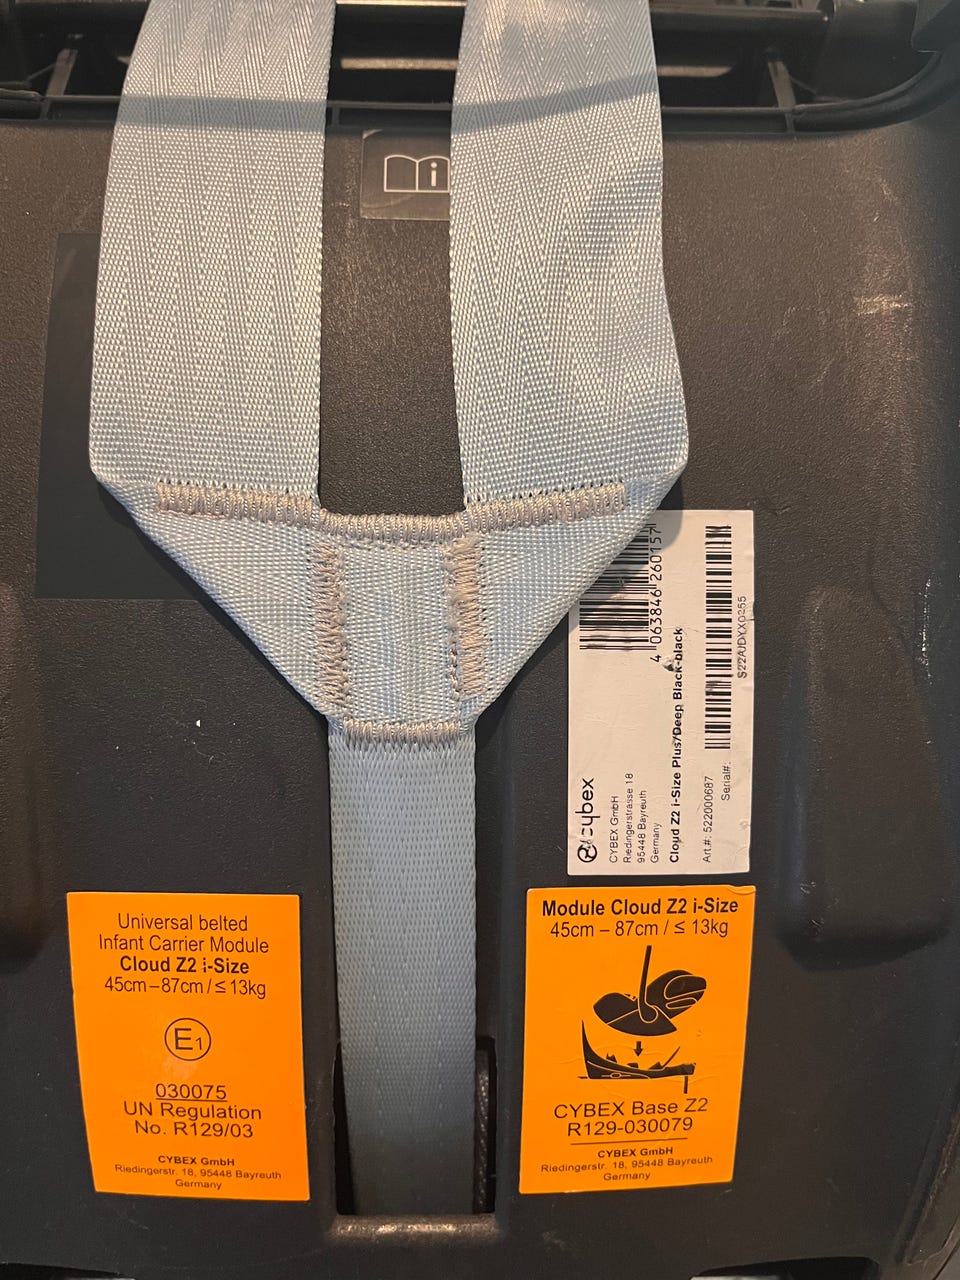 i
4 063846 260157
cybex
CYBEX GmbH
Riedingerstrasse 18
95448 Bayreuth
Germany
Cloud Z2 i-Size Plus/Deep Black-black
Art.#: 522000687
Serial#:
Universal belted
Infant Carrier Module
Cloud Z2 i-Size
45cm – 87cm / ≤ 13kg
E1
030075
UN Regulation
No. R129/03
CYBEX GmbH
Riedingerstr. 18, 95448 Bayreuth
Germany
Module Cloud Z2 i-Size
45cm – 87cm / ≤ 13kg
CYBEX Base Z2
R129-030079
CYBEX GmbH
Riedingerstr. 18, 95448 Bayreuth
Germany